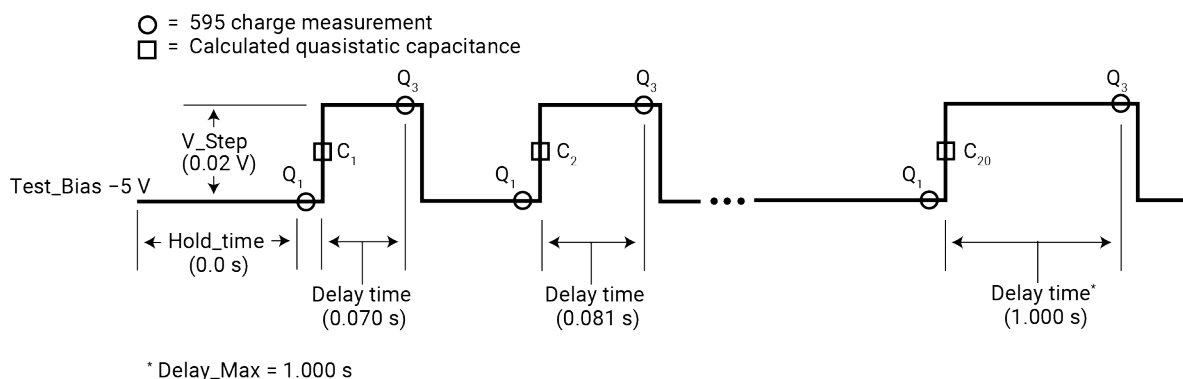 = 595 charge measurement
= Calculated quasistatic capacitance
Q3
Q3
Q3
V_Step
(0.02 V)
C1
C2
C20
Q1
Q1
Q1
Test_Bias −5 V
Hold_time
(0.0 s)
Delay time
(0.070 s)
Delay time
(0.081 s)
Delay time*
(1.000 s)
* Delay_Max = 1.000 s